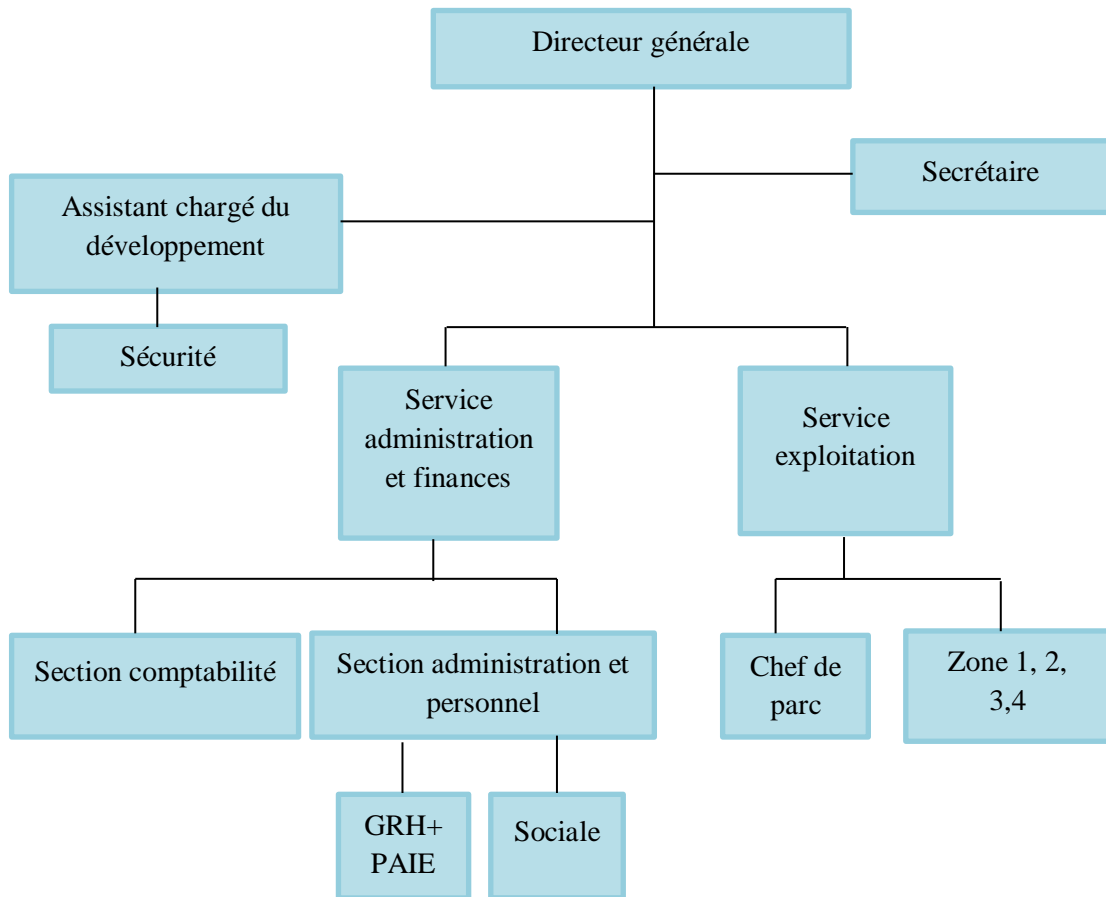 Directeur générale
Secrétaire
Assistant chargé du
développement
Sécurité
Service
administration
et finances
Service
exploitation
Section comptabilité
Section administration et
personnel
Chef de
parc
Zone 1, 2,
3,4
GRH+
PAIE
Sociale